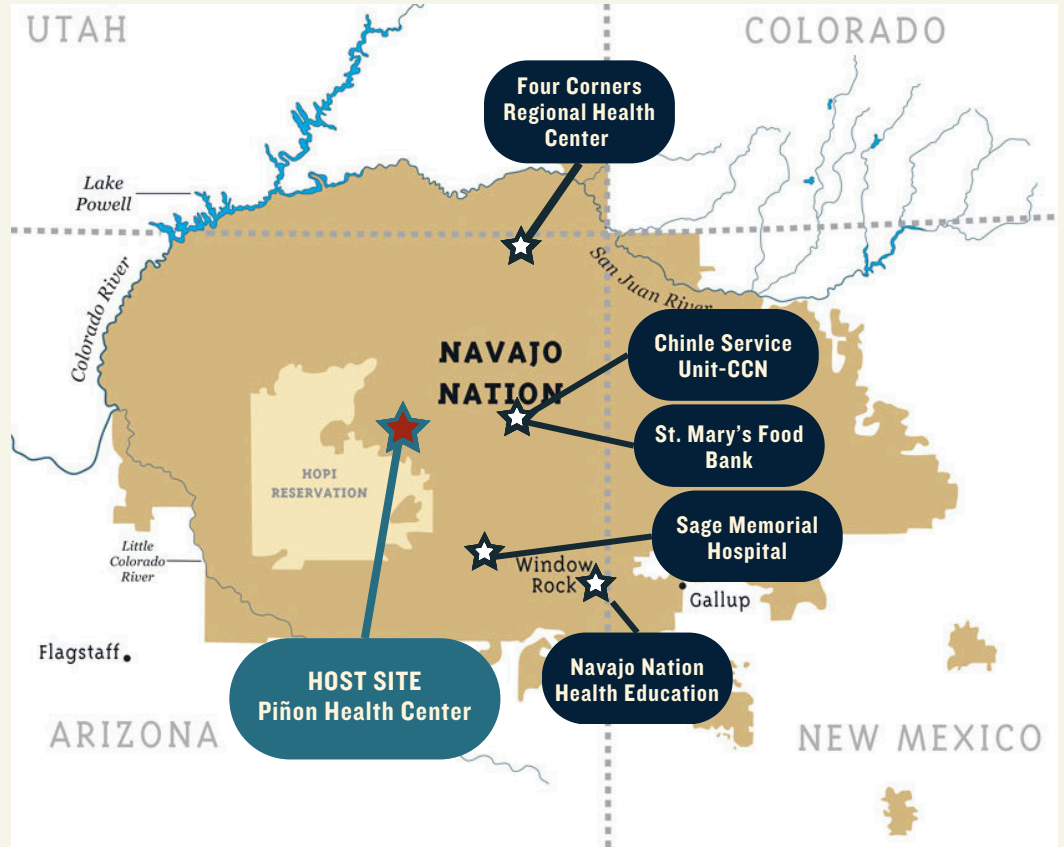 UTAH
COLORADO
Four Corners
Regional Health
Center
Lake
Powell
Colorado River
San Juan River
NAVAJO
NATION
Chinle Service
Unit-CCN
St. Mary's Food
Bank
HOPI
RESERVATION
Sage Memorial
Hospital
Little
Colorado
River
Window
Rock
Gallup
Flagstaff
HOST SITE
Piñon Health Center
Navajo Nation
Health Education
ARIZONA
NEW MEXICO